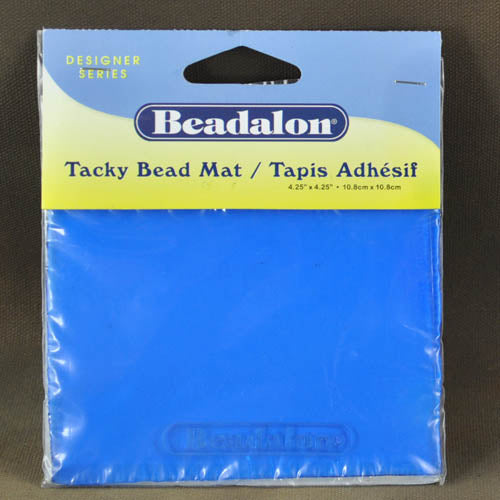 DESIGNER
SERIES
Beadalon®
Tacky Bead Mat / Tapis Adhésif
4.25" x 4.25" • 10.8cm x 10.8cm
Beadalon